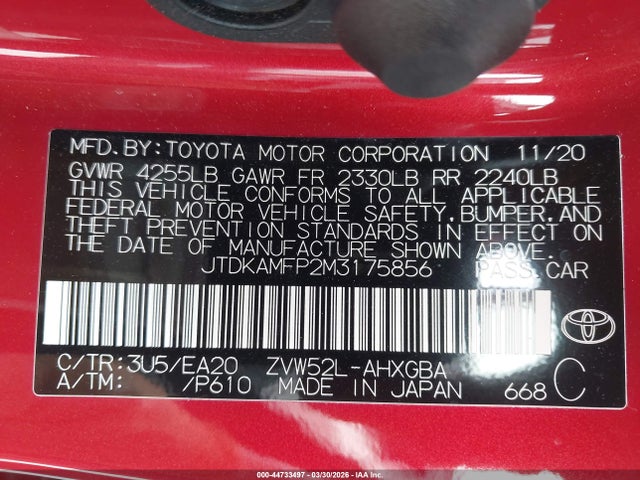 MFD.BY:TOYOTA MOTOR CORPORATION 11/20
GVWR 4255LB GAWR FR 2330LB RR 2240LB
THIS VEHICLE CONFORMS TO ALL APPLICABLE
FEDERAL MOTOR VEHICLE SAFETY,BUMPER,AND
THEFT PREVENTION STANDARDS IN EFFECT ON
THE DATE OF MANUFACTURE SHOWN ABOVE.
JTDKAMFP2M3175856 PASS.CAR
C/TR:3U5/EA20 ZVW52L-AHXGBA
A/TM: /P610 MADE IN JAPAN 668 C
000-44733497 - 03/30/2026 - IAAI VEHICLES